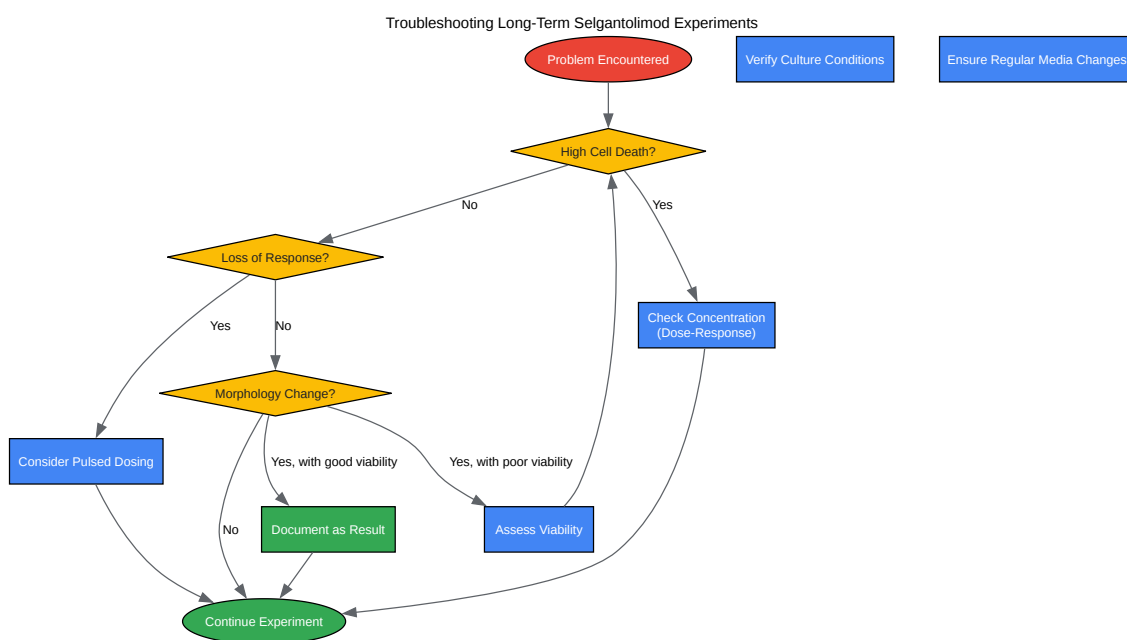 Troubleshooting Long-Term Selgantolimod Experiments
Problem Encountered
Verify Culture Conditions
Ensure Regular Media Changes
High Cell Death?
No
Yes
Loss of Response?
Check Concentration
(Dose-Response)
Yes
No
Morphology Change?
Consider Pulsed Dosing
Yes, with good viability
Yes, with poor viability
No
Document as Result
Assess Viability
Continue Experiment